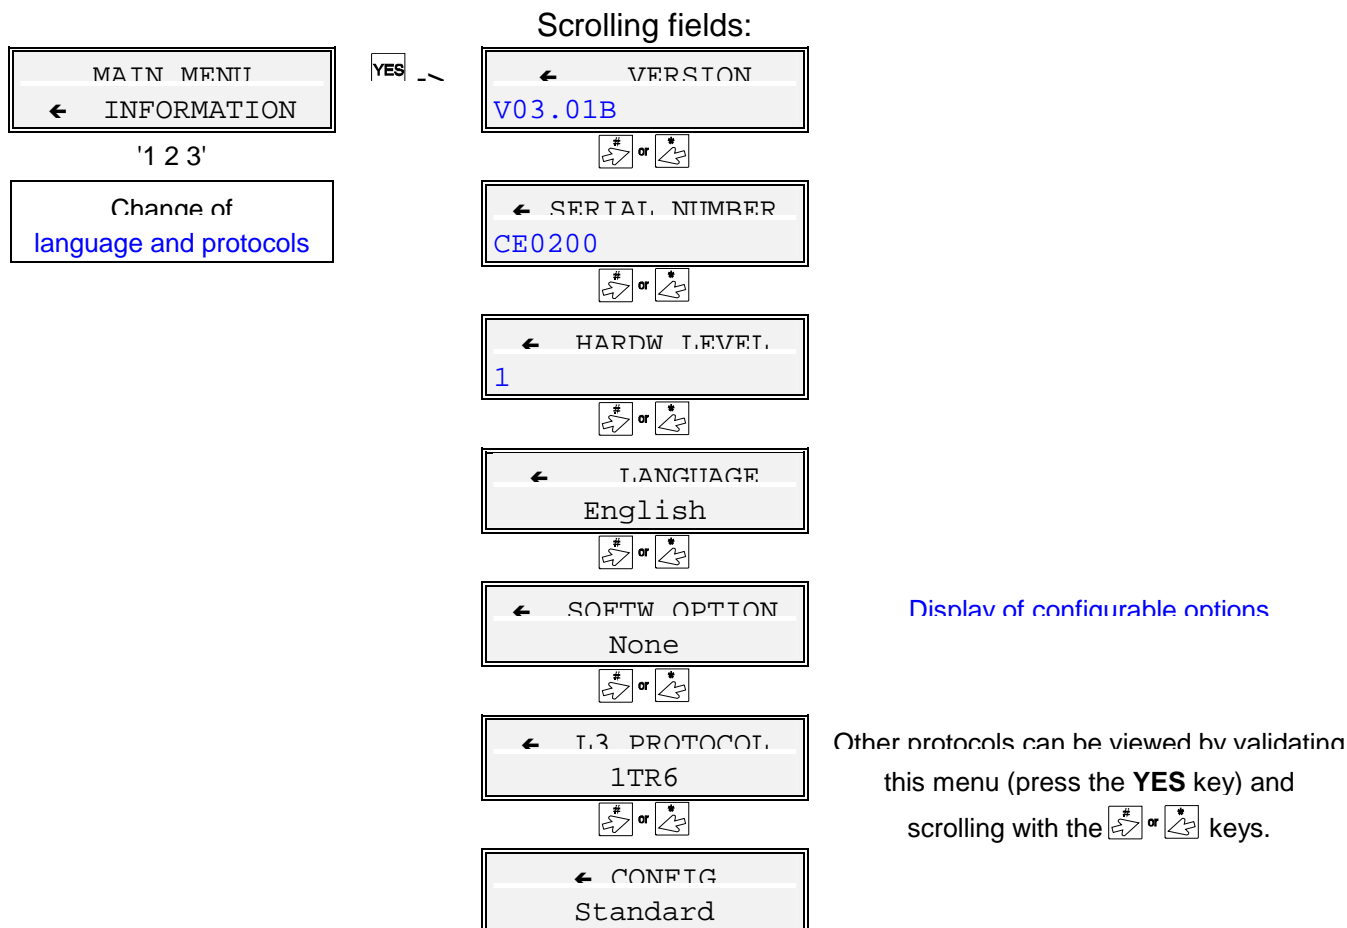 Scrolling fields:
MAIN MENU
← INFORMATION
'1 2 3'
Change of
language and protocols
YES ->
← VERSION
V03.01B
# or *
← SERIAL NUMBER
CE0200
# or *
← HARDW LEVEL
1
# or *
← LANGUAGE
English
# or *
← SOFTW OPTION
None
Display of configurable options
# or *
← L3 PROTOCOL
1TR6
Other protocols can be viewed by validating
this menu (press the YES key) and
scrolling with the # or * keys.
# or *
← CONFIG
Standard